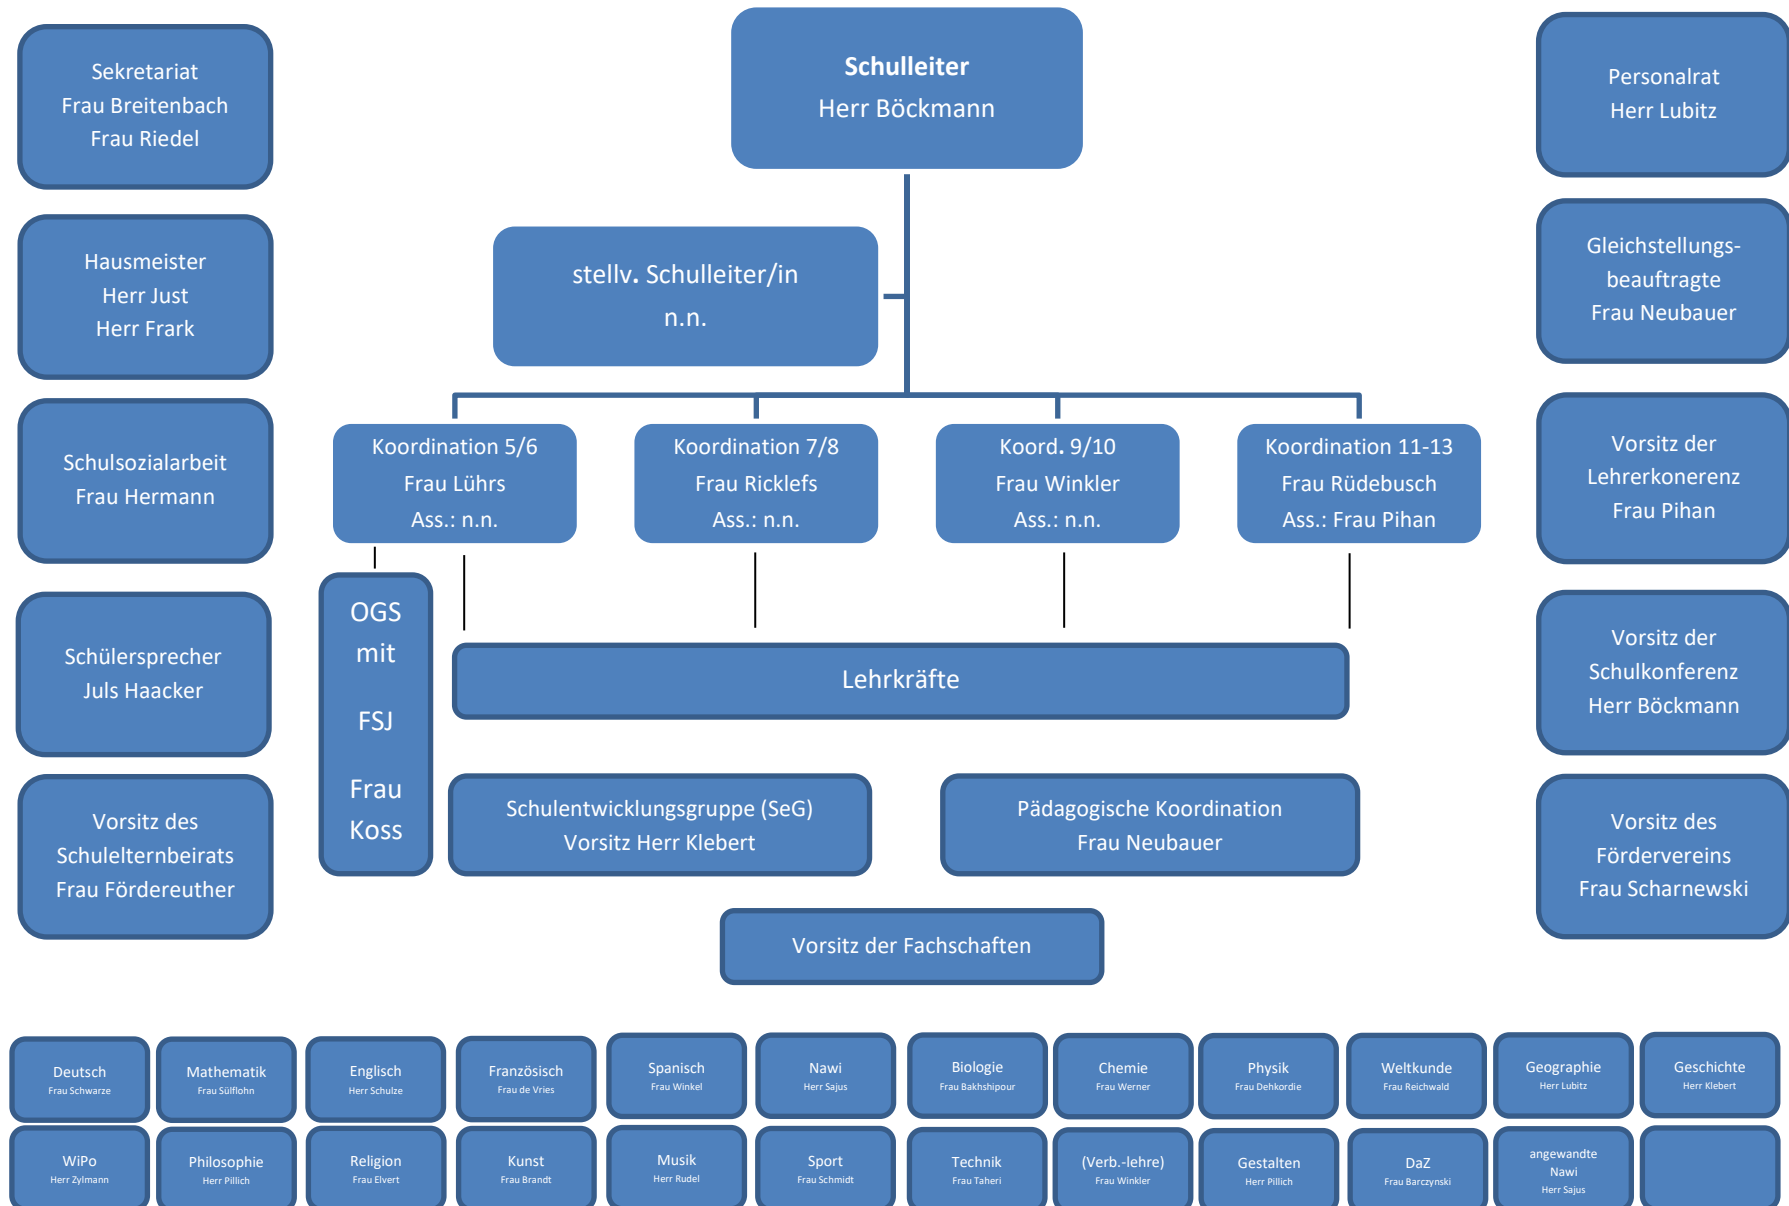 Schulleiter
Herr Böckmann
Sekretariat
Frau Breitenbach
Frau Riedel
Personalrat
Herr Lubitz
stellv. Schulleiter/in
n.n.
Hausmeister
Herr Just
Herr Frark
Gleichstellungs-
beauftragte
Frau Neubauer
Schulsozialarbeit
Frau Hermann
Koordination 5/6
Frau Lührs
Ass.: n.n.
Koordination 7/8
Frau Ricklefs
Ass.: n.n.
Koord. 9/10
Frau Winkler
Ass.: n.n.
Koordination 11-13
Frau Rüdebusch
Ass.: Frau Pihan
Vorsitz der
Lehrerkonerenz
Frau Pihan
Schülersprecher
Juls Haacker
OGS
mit
FSJ
Frau
Koss
Lehrkräfte
Vorsitz der
Schulkonferenz
Herr Böckmann
Vorsitz des
Schulelternbeirats
Frau Fördereuther
Schulentwicklungsgruppe (SeG)
Vorsitz Herr Klebert
Pädagogische Koordination
Frau Neubauer
Vorsitz des
Fördervereins
Frau Scharnewski
Vorsitz der Fachschaften
Deutsch
Frau Schwarze
Mathematik
Frau Sülflohn
Englisch
Herr Schulze
Französisch
Frau de Vries
Spanisch
Frau Winkel
Nawi
Herr Sajus
Biologie
Frau Bakhshipour
Chemie
Frau Werner
Physik
Frau Dehkordie
Weltkunde
Frau Reichwald
Geographie
Herr Lubitz
Geschichte
Herr Klebert
WiPo
Herr Zylmann
Philosophie
Herr Pillich
Religion
Frau Elvert
Kunst
Frau Brandt
Musik
Herr Rudel
Sport
Frau Schmidt
Technik
Frau Taheri
(Verb.-lehre)
Frau Winkler
Gestalten
Herr Pillich
DaZ
Frau Barczynski
angewandte
Nawi
Herr Sajus